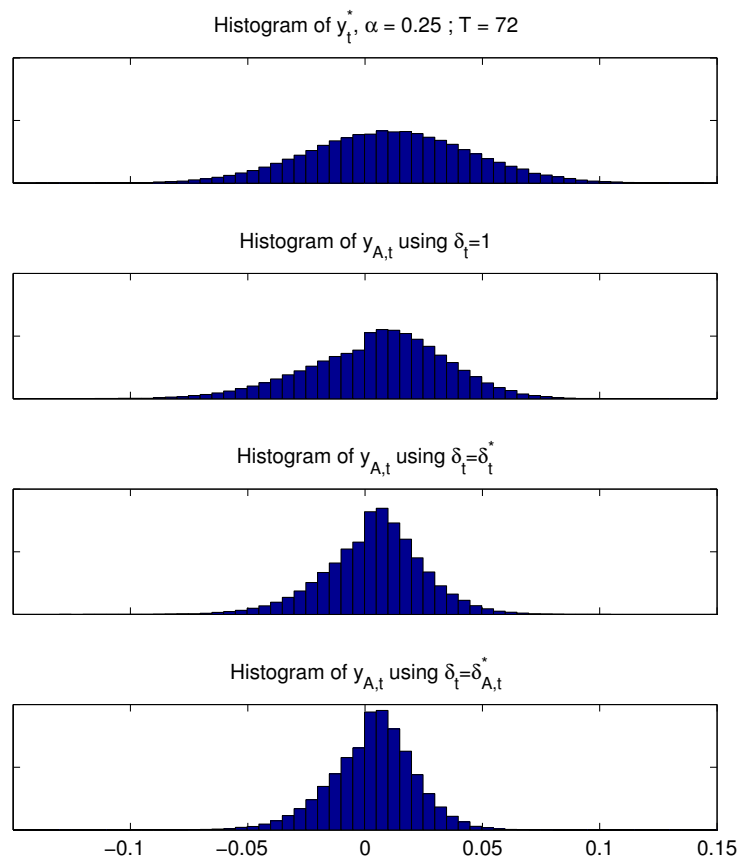 Histogram of y*t, α = 0.25 ; T = 72
Histogram of yA,t using δt=1
Histogram of yA,t using δt=δ*t
Histogram of yA,t using δt=δ*A,t
−0.1 −0.05 0 0.05 0.1 0.15